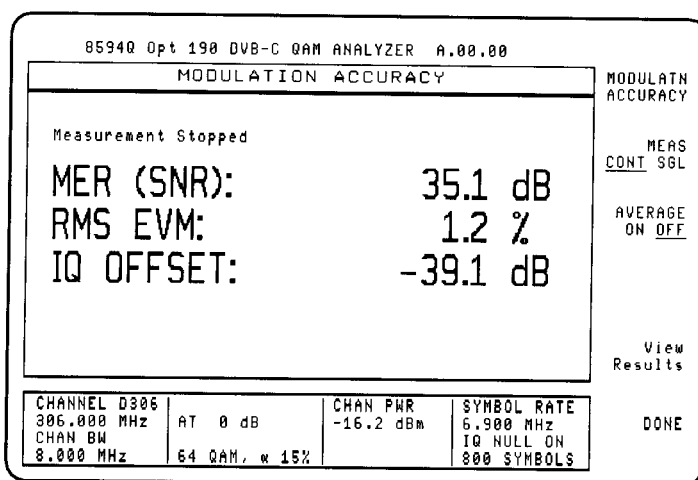 8594Q Opt 190 DVB-C QAM ANALYZER A.00.00
MODULATION ACCURACY
Measurement Stopped
MER (SNR): 35.1 dB
RMS EVM: 1.2 %
IQ OFFSET: -39.1 dB
MODULATN
ACCURACY
MEAS
CONT SGL
AVERAGE
ON OFF
View
Results
DONE
CHANNEL D306
306.000 MHz
CHAN BW
8.000 MHz
AT 0 dB
64 QAM, α 15%
CHAN PWR
-16.2 dBm
SYMBOL RATE
6.900 MHz
IQ NULL ON
800 SYMBOLS